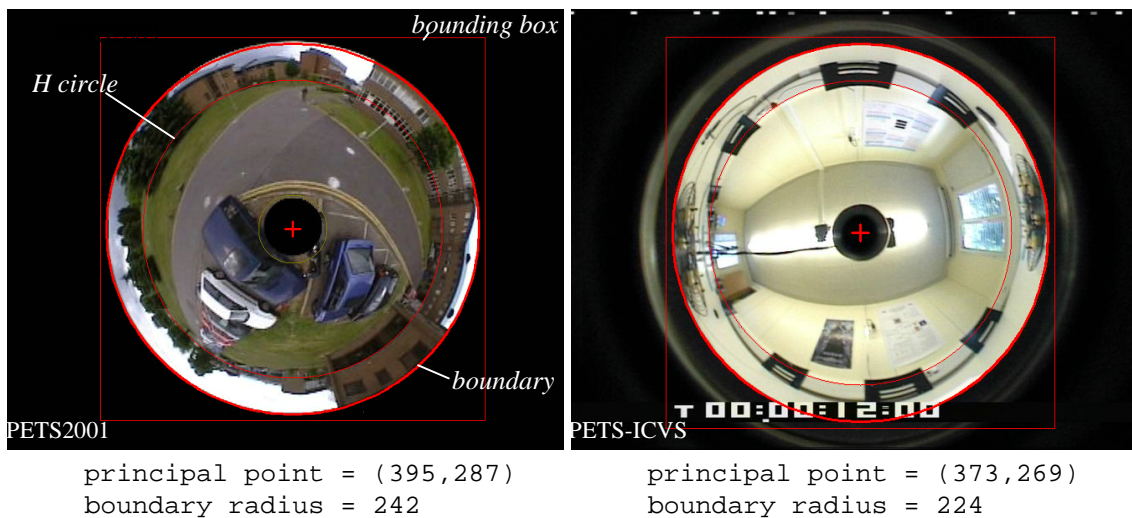 bounding box
H circle
boundary
PETS2001
principal point = (395,287)
boundary radius = 242
T 00:00:12:00
PETS-ICVS
principal point = (373,269)
boundary radius = 224